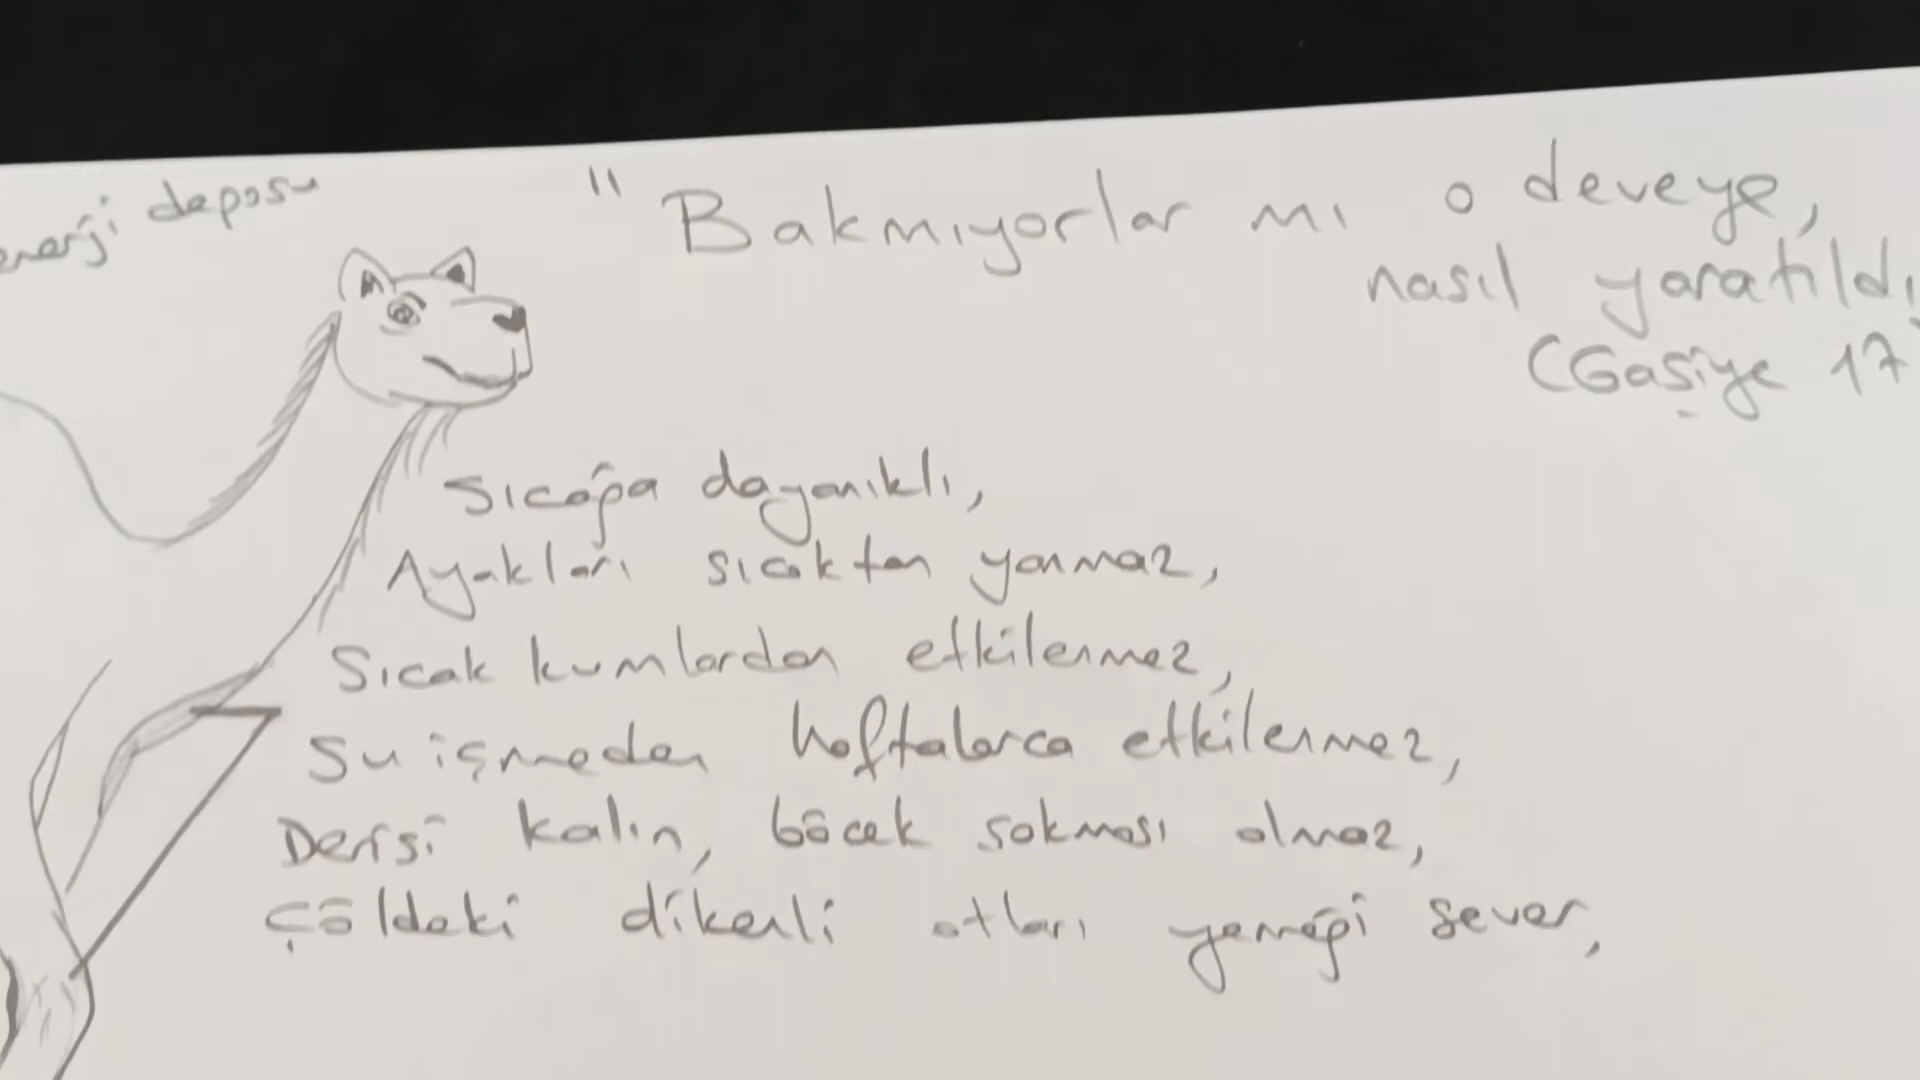 enerji deposu
"Bakmıyorlar mı o deveye,
nasıl yaratıldı
(Gaşiye 17
Sıcağa dayanıklı,
Ayakları sıcaktan yanmaz,
Sıcak kumlardan etkilenmez,
Su içmeden haftalarca etkilenmez,
Derisi kalın, böcek sokması olmaz,
Çöldeki dikenli otları yemeği sever,